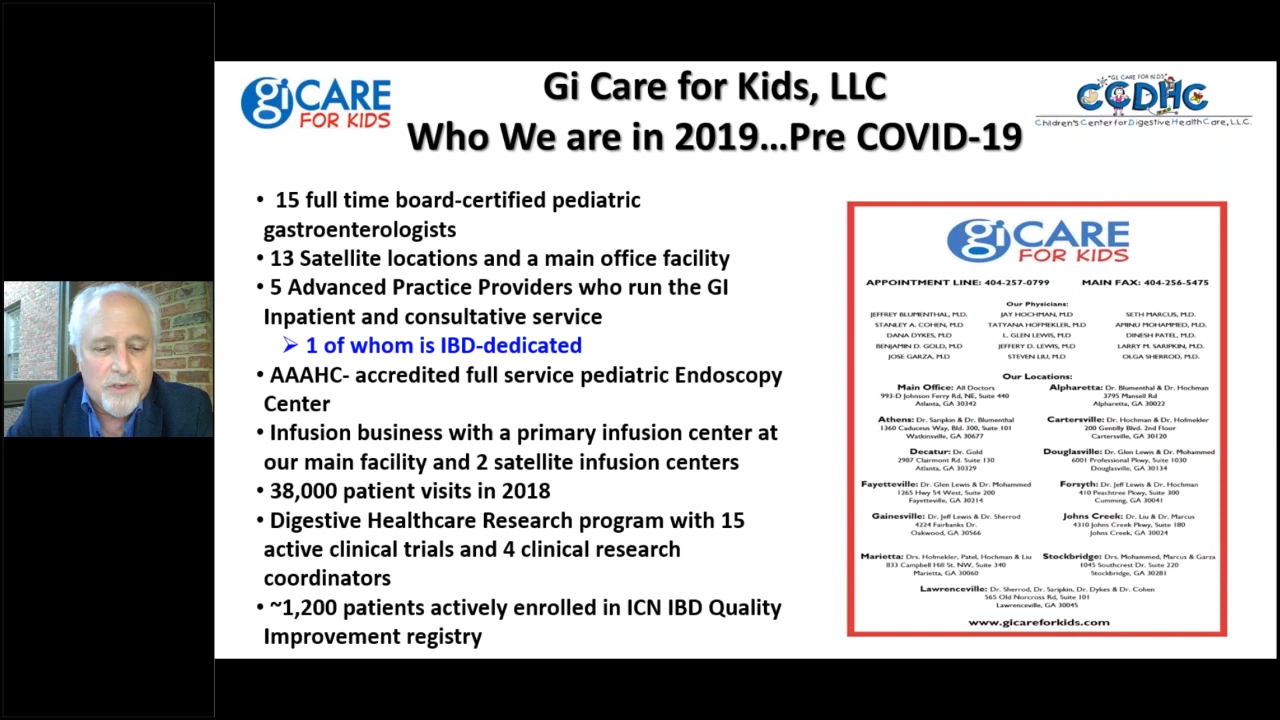 gi CARE
FOR KIDS
Gi Care for Kids, LLC
Who We are in 2019...Pre COVID-19
"GI CARE FOR KIDS"
CCDHC
Children's Center for Digestive HealthCare, L.L.C.
• 15 full time board-certified pediatric
gastroenterologists
• 13 Satellite locations and a main office facility
• 5 Advanced Practice Providers who run the GI
Inpatient and consultative service
➢ 1 of whom is IBD-dedicated
• AAAHC- accredited full service pediatric Endoscopy
Center
• Infusion business with a primary infusion center at
our main facility and 2 satellite infusion centers
• 38,000 patient visits in 2018
• Digestive Healthcare Research program with 15
active clinical trials and 4 clinical research
coordinators
• ~1,200 patients actively enrolled in ICN IBD Quality
Improvement registry
gi CARE
FOR KIDS
APPOINTMENT LINE: 404-257-0799 MAIN FAX: 404-256-5475
Our Physicians:
JEFFREY BLUMENTHAL, M.D. JAY HOCHMAN, M.D SETH MARCUS, M.D.
STANLEY A. COHEN, M.D TATYANA HOFMEKLER, M.D AMINU MOHAMMED, M.D.
DANA DYKES, M.D L. GLEN LEWIS, M.D DINESH PATEL, M.D.
BENJAMIN D. GOLD, M.D JEFFERY D. LEWIS, M.D LARRY M. SARIPKIN, M.D.
JOSE GARZA, M.D STEVEN LIU, M.D OLGA SHERROD, M.D.
Our Locations:
Main Office: All Doctors
993-D Johnson Ferry Rd, NE, Suite 440
Atlanta, GA 30342
Alpharetta: Dr. Blumenthal & Dr. Hochman
3795 Mansell Rd
Alpharetta, GA 30022
Athens: Dr. Saripkin & Dr. Blumenthal
1360 Caduceus Way, Bld. 300, Suite 101
Watkinsville, GA 30677
Cartersville: Dr. Hochman & Dr. Hofmekler
200 Gentilly Blvd. 2nd Floor
Cartersville, GA 30120
Decatur: Dr. Gold
2987 Clairmont Rd. Suite 130
Atlanta, GA 30329
Douglasville: Dr. Glen Lewis & Dr. Mohammed
6001 Professional Pkwy, Suite 1030
Douglasville, GA 30134
Fayetteville: Dr. Glen Lewis & Dr. Mohammed
1265 Hwy 54 West, Suite 200
Fayetteville, GA 30214
Forsyth: Dr. Jeff Lewis & Dr. Hochman
410 Peachtree Pkwy, Suite 300
Cumming, GA 30041
Gainesville: Dr. Jeff Lewis & Dr. Sherrod
4224 Fairbanks Dr.
Oakwood, GA 30566
Johns Creek: Dr. Liu & Dr. Marcus
4310 Johns Creek Pkwy, Suite 180
Johns Creek, GA 30024
Marietta: Drs. Hofmekler, Patel, Hochman & Liu
833 Campbell Hill St. NW, Suite 340
Marietta, GA 30060
Stockbridge: Drs. Mohammed, Marcus & Garza
1045 Southcrest Dr. Suite 220
Stockbridge, GA 30281
Lawrenceville: Dr. Sherrod, Dr. Saripkin, Dr. Dykes & Dr. Cohen
565 Old Norcross Rd, Suite 101
Lawrenceville, GA 30045
www.gicareforkids.com